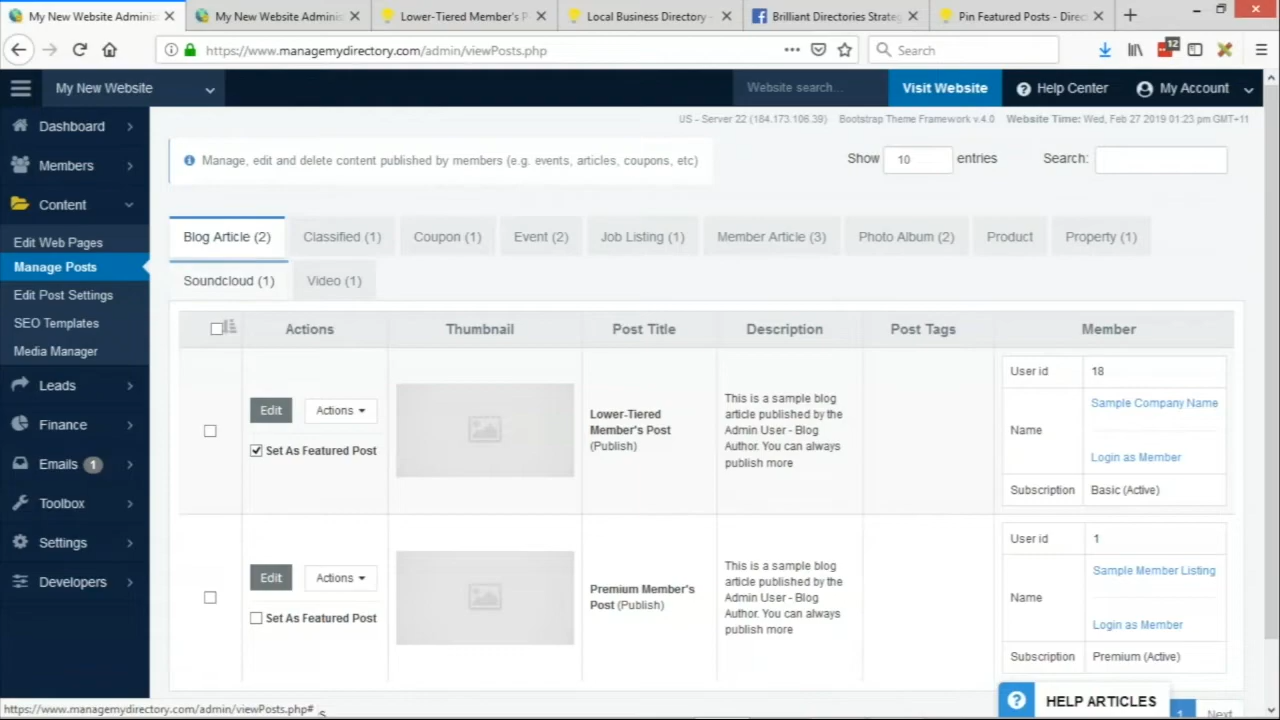 My New Website Adminis
My New Website Adminis
Lower-Tiered Member's P
Local Business Directory -
Brilliant Directories Strate
Pin Featured Posts - Direc
https://www.managemydirectory.com/admin/viewPosts.php
Search
12
My New Website
Website search...
Visit Website
Help Center
My Account
US - Server 22 (184.173.106.39) Bootstrap Theme Framework v.4.0 Website Time: Wed, Feb 27 2019 01:23 pm GMT+11
Dashboard
Members
Content
Edit Web Pages
Manage Posts
Edit Post Settings
SEO Templates
Media Manager
Leads
Finance
Emails 1
Toolbox
Settings
Developers
Manage, edit and delete content published by members (e.g. events, articles, coupons, etc)
Show 10 entries
Search:
Blog Article (2)
Classified (1)
Coupon (1)
Event (2)
Job Listing (1)
Member Article (3)
Photo Album (2)
Product
Property (1)
Soundcloud (1)
Video (1)
Actions
Thumbnail
Post Title
Description
Post Tags
Member
Edit
Actions
Set As Featured Post
Lower-Tiered
Member's Post
(Publish)
This is a sample blog
article published by the
Admin User - Blog
Author. You can always
publish more
User id 18
Name
Sample Company Name
Login as Member
Subscription Basic (Active)
Edit
Actions
Set As Featured Post
Premium Member's
Post (Publish)
This is a sample blog
article published by the
Admin User - Blog
Author. You can always
publish more
User id 1
Name
Sample Member Listing
Login as Member
Subscription Premium (Active)
HELP ARTICLES
1
Next
https://www.managemydirectory.com/admin/viewPosts.php#